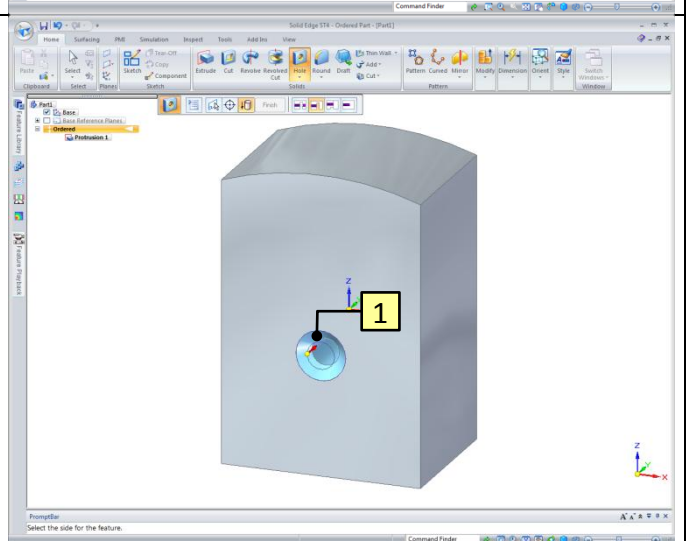 Command Finder
Solid Edge ST4 - Ordered Part - [Part1]
Home Surfacing PMI Simulation Inspect Tools Add Ins View
Paste Select Sketch Tear-Off Copy Component Extrude Cut Revolve Revolved Cut Hole Round Draft Thin Wall Add Cut Pattern Curved Mirror Modify Dimension Orient Style Switch Windows
Clipboard Select Planes Sketch Solids Pattern Window
Finish
Part1
Base
Base Reference Planes
Ordered
Protrusion 1
Feature Library
Feature Playback
Z
1
Z
Y
X
PromptBar
Select the side for the feature.
Command Finder